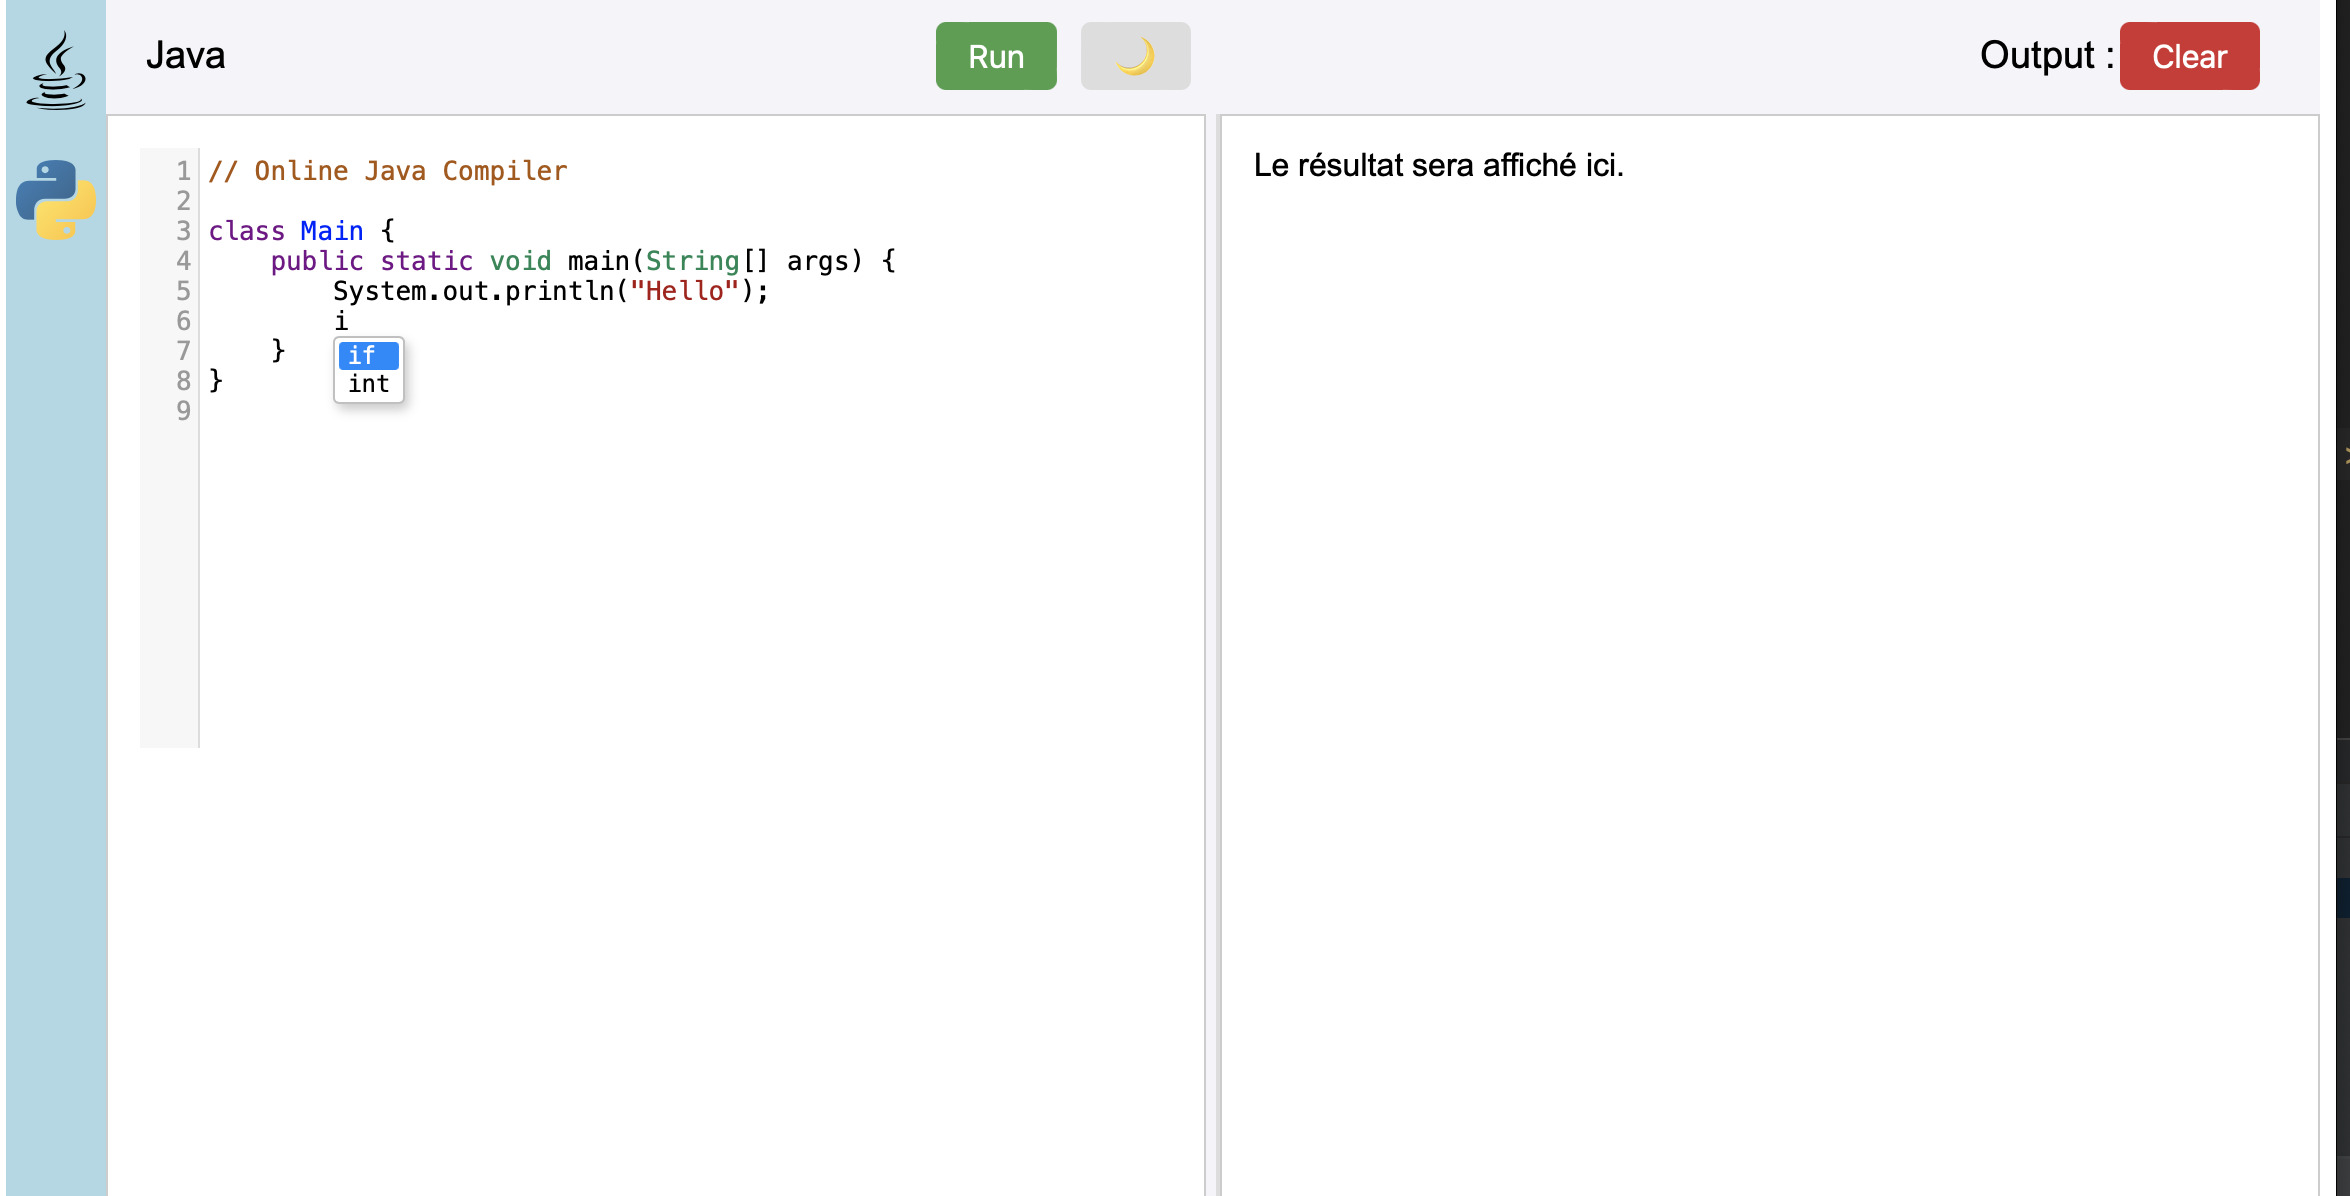 Java
Run
Output :
Clear
1 // Online Java Compiler
2
3 class Main {
4     public static void main(String[] args) {
5         System.out.println("Hello");
6         i
7     }
if
int
8 }
9
Le résultat sera affiché ici.